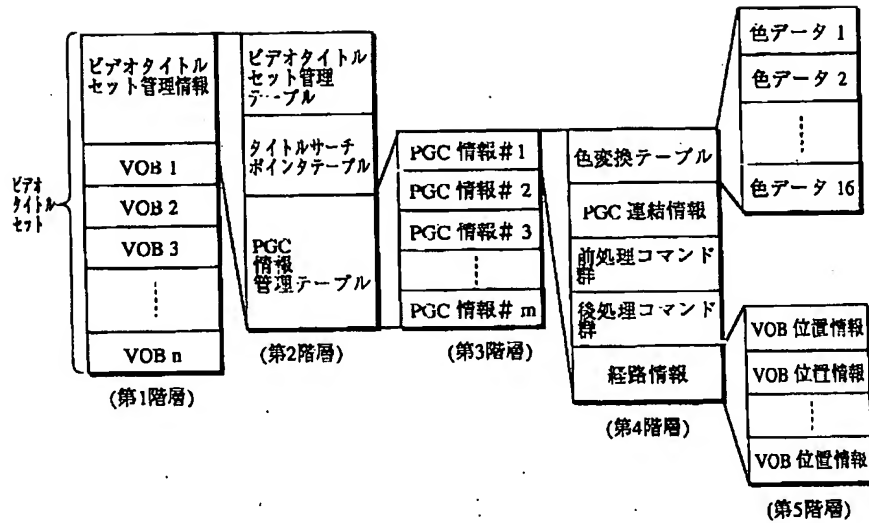 ビデオ
タイトル
セット
ビデオタイトル
セット管理情報
VOB 1
VOB 2
VOB 3
VOB n
(第1階層)
ビデオタイトル
セット管理
テーブル
タイトルサーチ
ポインタテーブル
PGC
情報
管理テーブル
(第2階層)
PGC 情報# 1
PGC 情報# 2
PGC 情報# 3
PGC 情報# m
(第3階層)
色変換テーブル
PGC 連結情報
前処理コマンド
群
後処理コマンド
群
経路情報
(第4階層)
色データ 1
色データ 2
色データ 16
VOB 位置情報
VOB 位置情報
VOB 位置情報
(第5階層)